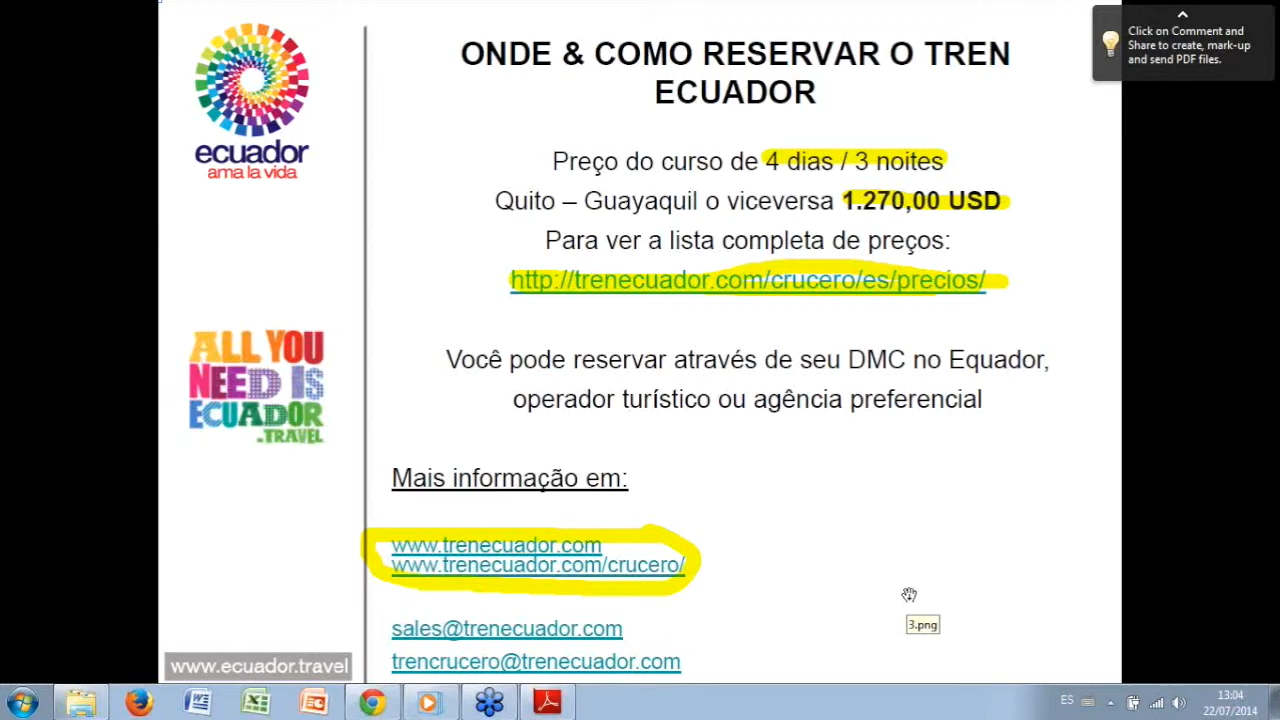 Click on Comment and
Share to create, mark-up
and send PDF files.
ecuador
ama la vida
ONDE & COMO RESERVAR O TREN
ECUADOR
Preço do curso de 4 dias / 3 noites
Quito – Guayaquil o viceversa 1.270,00 USD
Para ver a lista completa de preços:
http://trenecuador.com/crucero/es/precios/
ALL YOU
NEED IS
ECUADOR
.TRAVEL
Você pode reservar através de seu DMC no Equador,
operador turístico ou agência preferencial
Mais informação em:
www.trenecuador.com
www.trenecuador.com/crucero/
3.png
sales@trenecuador.com
trencrucero@trenecuador.com
www.ecuador.travel
ES
13:04
22/07/2014